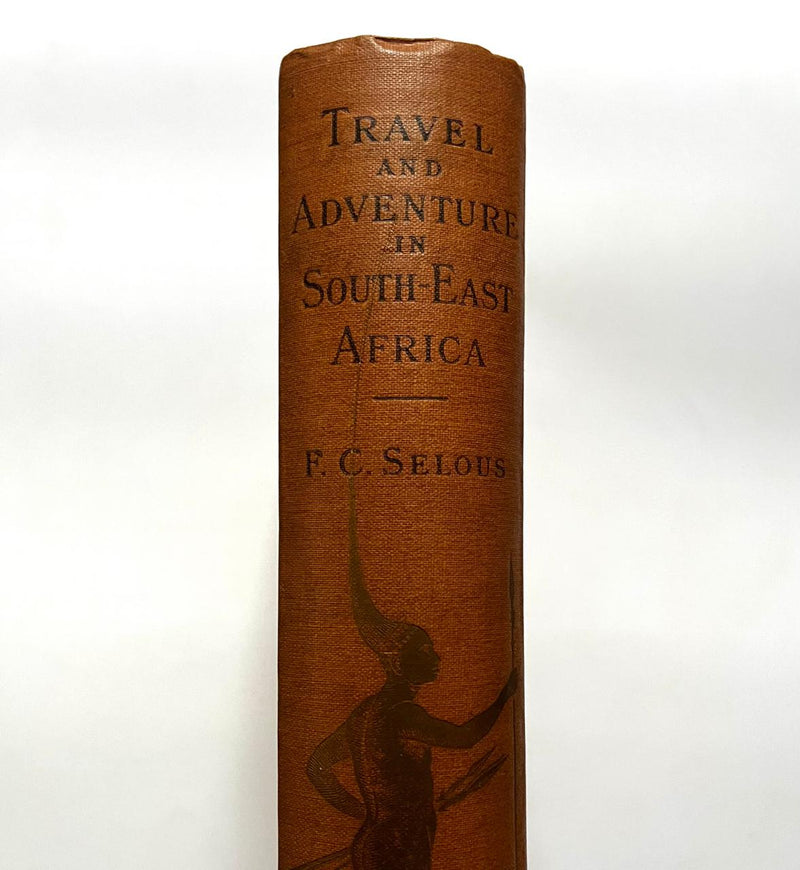 TRAVEL
AND
ADVENTURE
IN
SOUTH-EAST
AFRICA
F. C. SELOUS